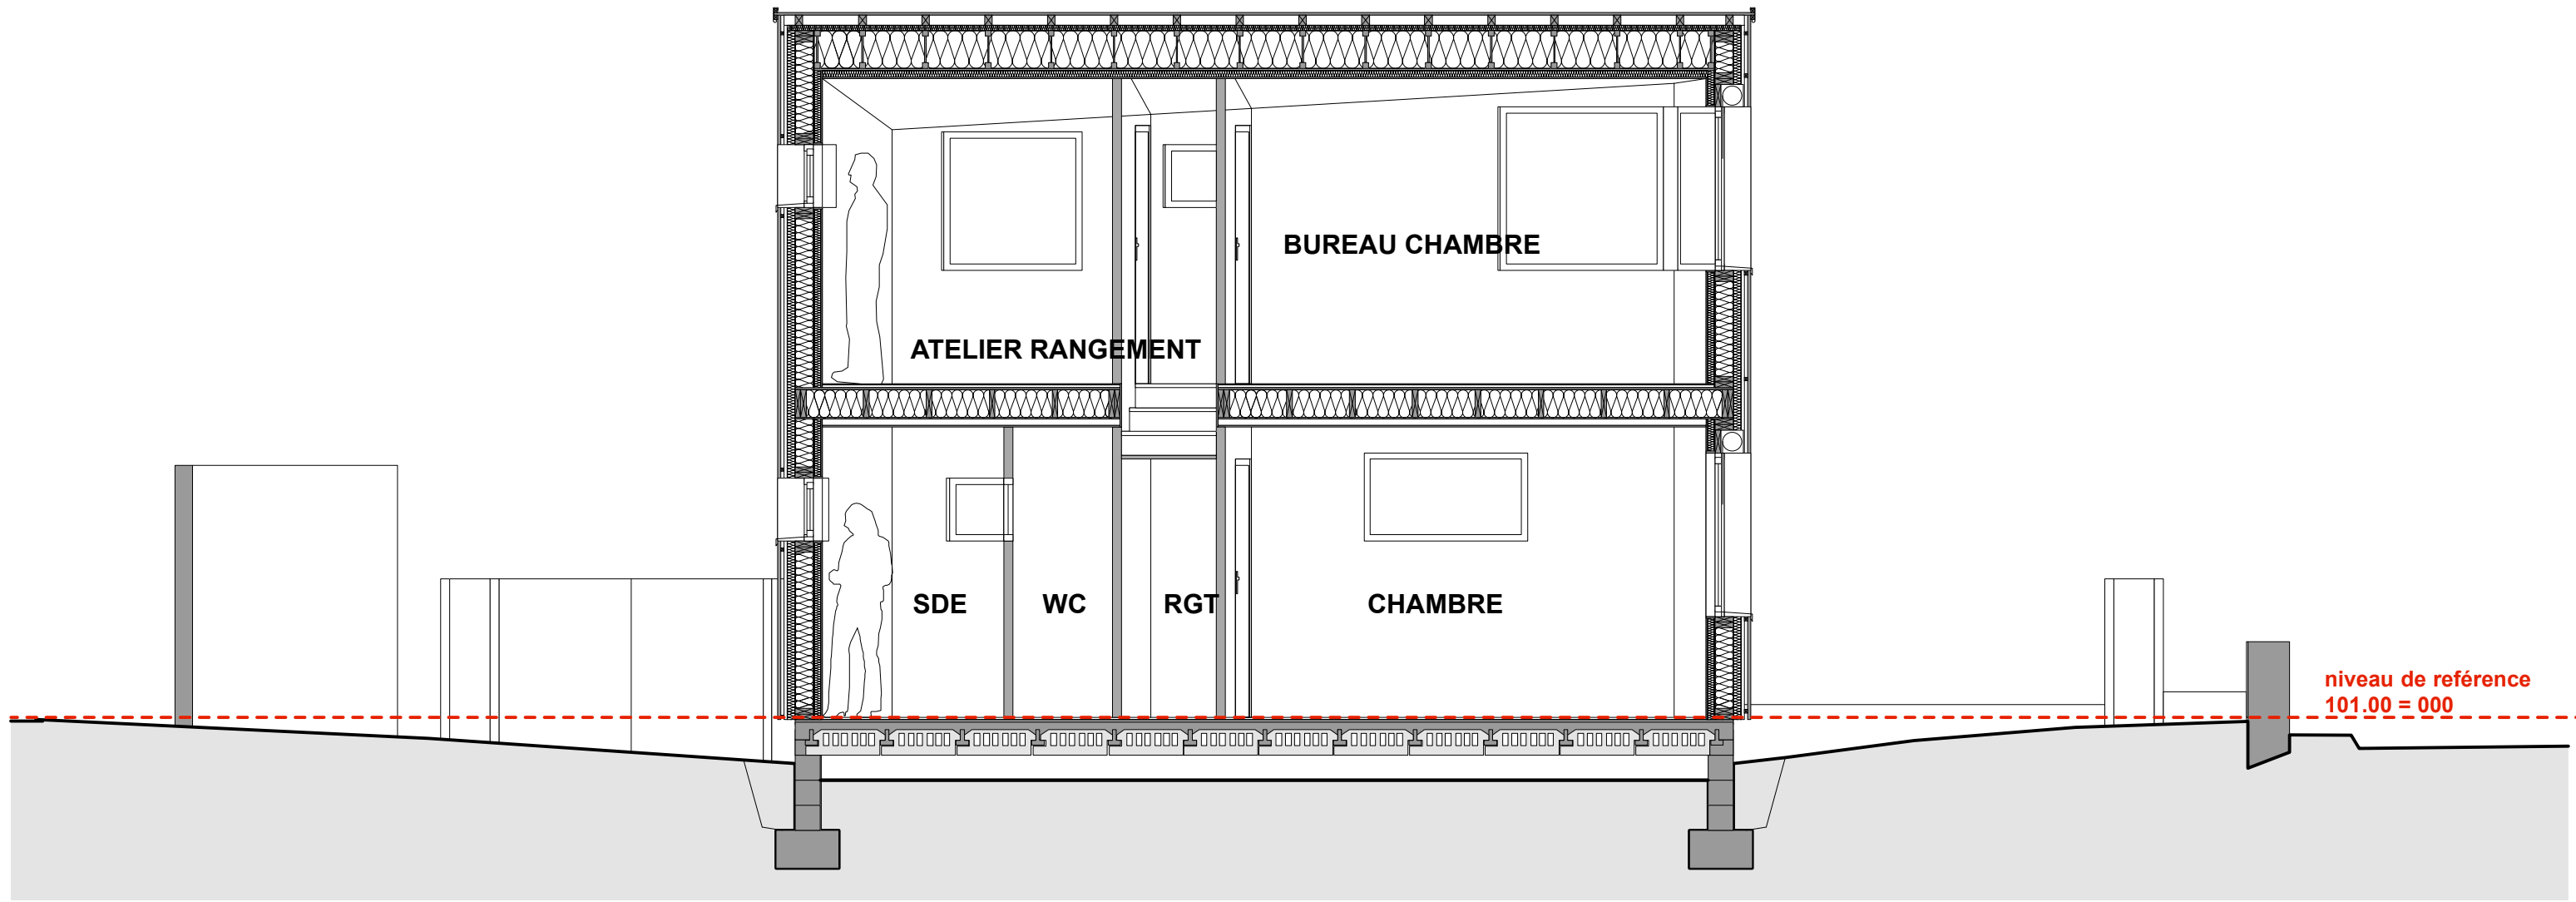 BUREAU CHAMBRE
ATELIER RANGEMENT
SDE
WC
RGT
CHAMBRE
niveau de reférence
101.00 = 000